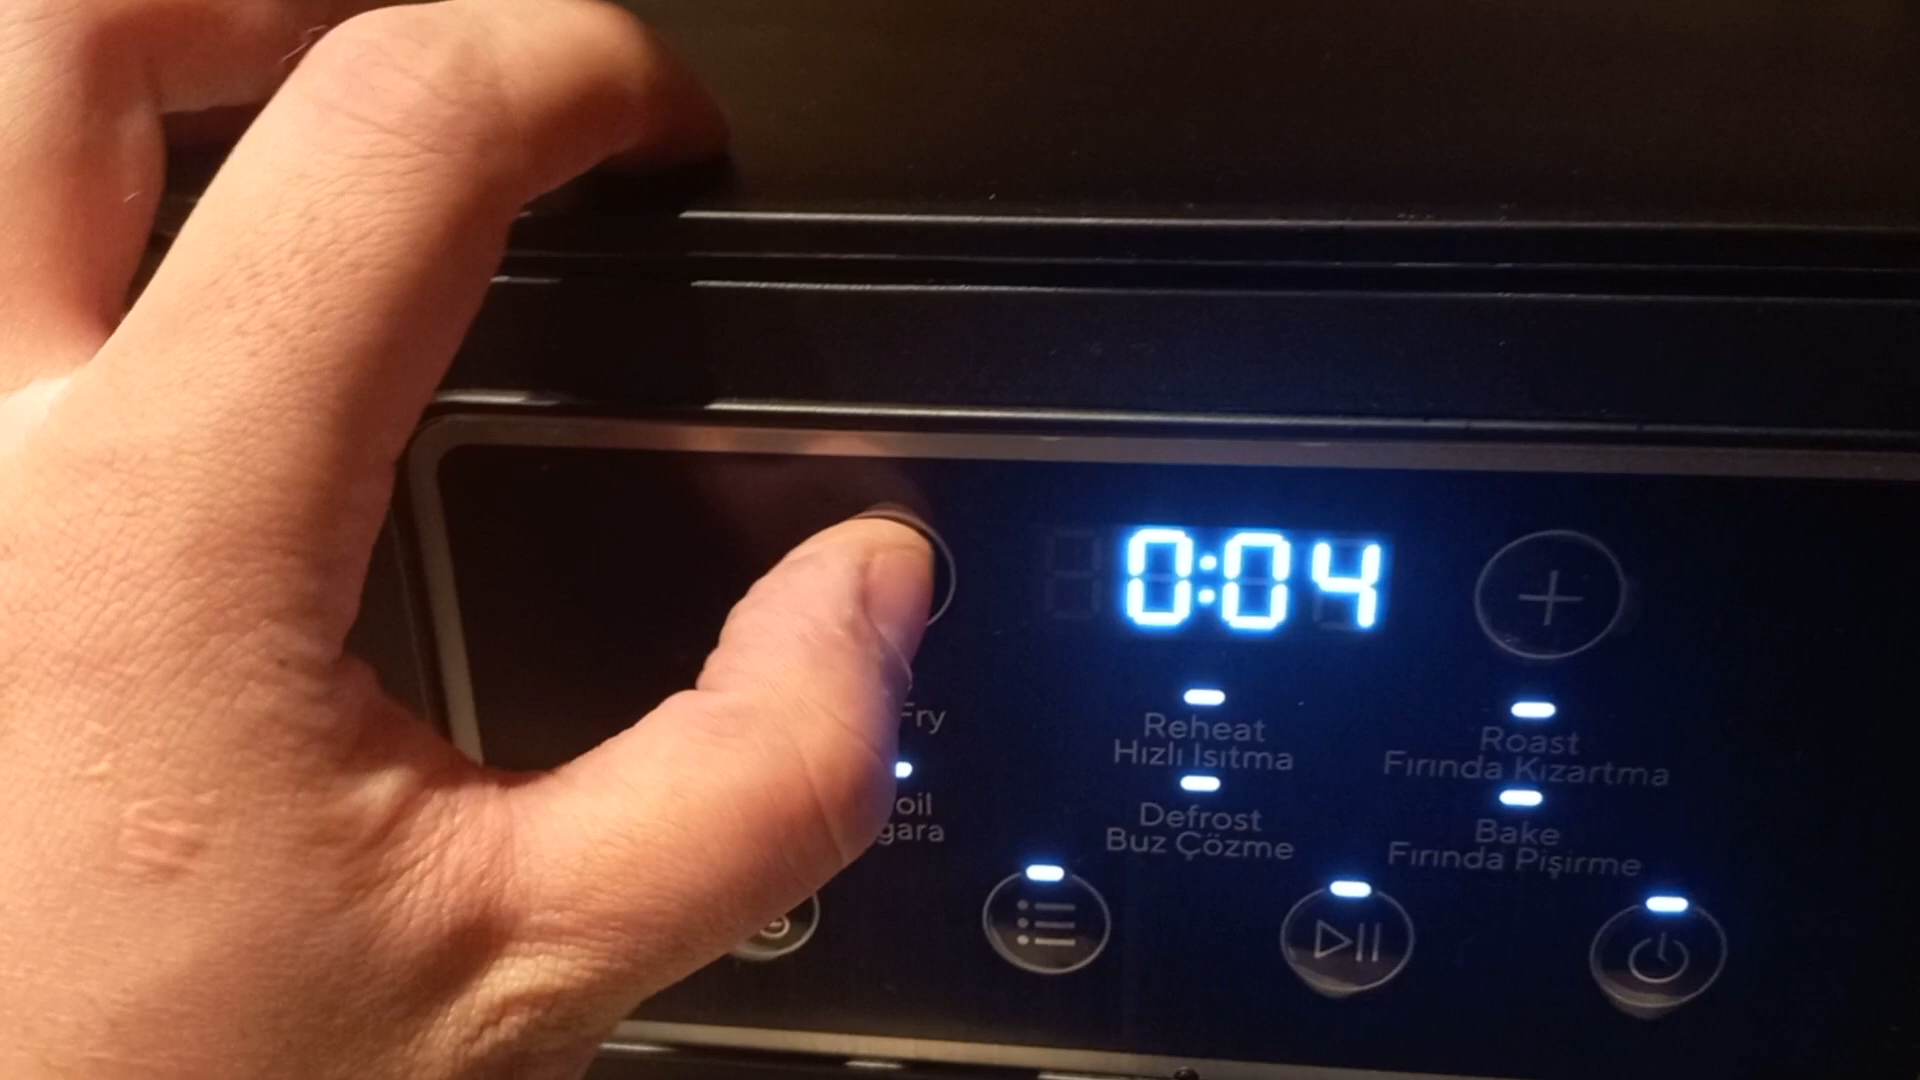 0:04
Fry
Reheat
Hızlı Isıtma
Roast
Fırında Kızartma
oil
gara
Defrost
Buz Çözme
Bake
Fırında Pişirme